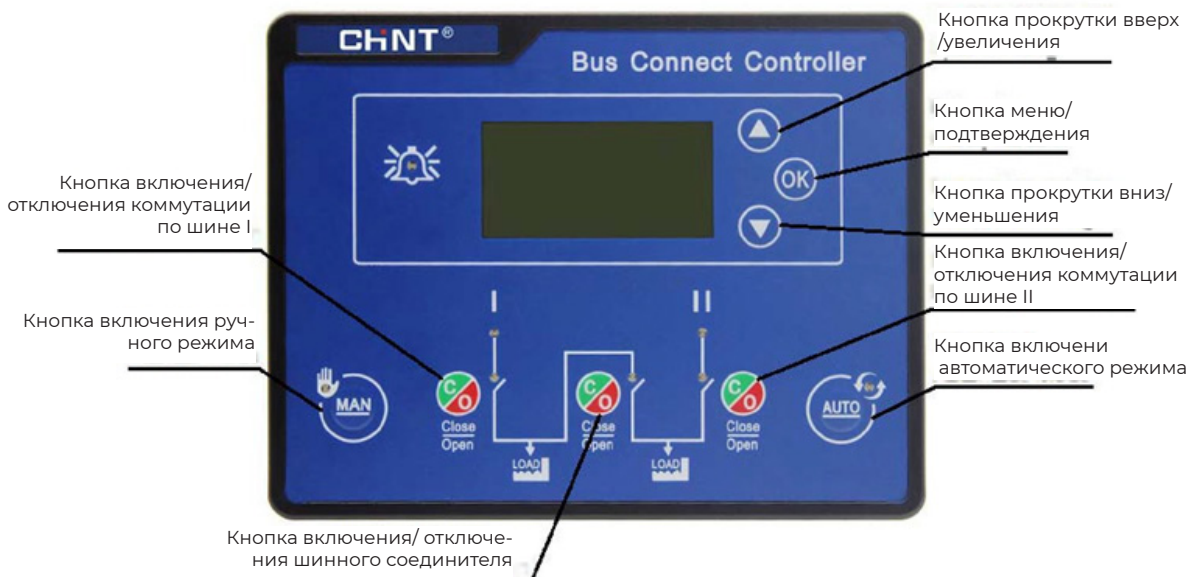 CHiNT®
Bus Connect Controller
Кнопка прокрутки вверх
/увеличения
Кнопка меню/
подтверждения
OK
Кнопка прокрутки вниз/
уменьшения
Кнопка включения/
отключения коммутации
по шине I
Кнопка включения/
отключения коммутации
по шине II
I
II
Кнопка включения руч-
ного режима
Кнопка включени
автоматического режима
MAN
C/O
Close
Open
C/O
Close
Open
C/O
Close
Open
AUTO
LOAD
LOAD
Кнопка включения/ отключе-
ния шинного соединителя